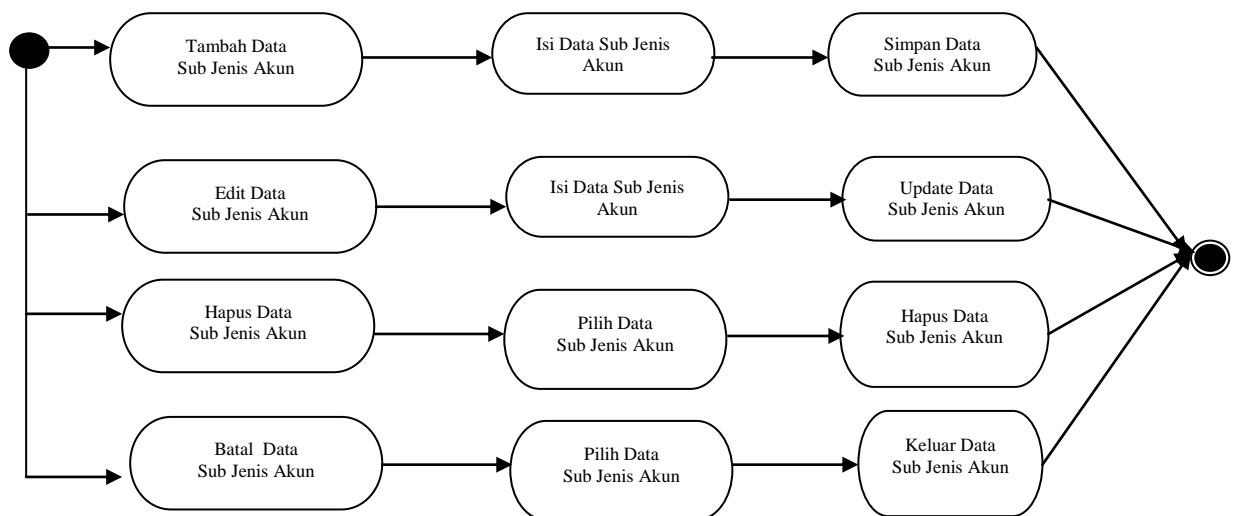 Tambah Data
Sub Jenis Akun
Isi Data Sub Jenis
Akun
Simpan Data
Sub Jenis Akun
Edit Data
Sub Jenis Akun
Isi Data Sub Jenis
Akun
Update Data
Sub Jenis Akun
Hapus Data
Sub Jenis Akun
Pilih Data
Sub Jenis Akun
Hapus Data
Sub Jenis Akun
Batal  Data
Sub Jenis Akun
Pilih Data
Sub Jenis Akun
Keluar Data
Sub Jenis Akun